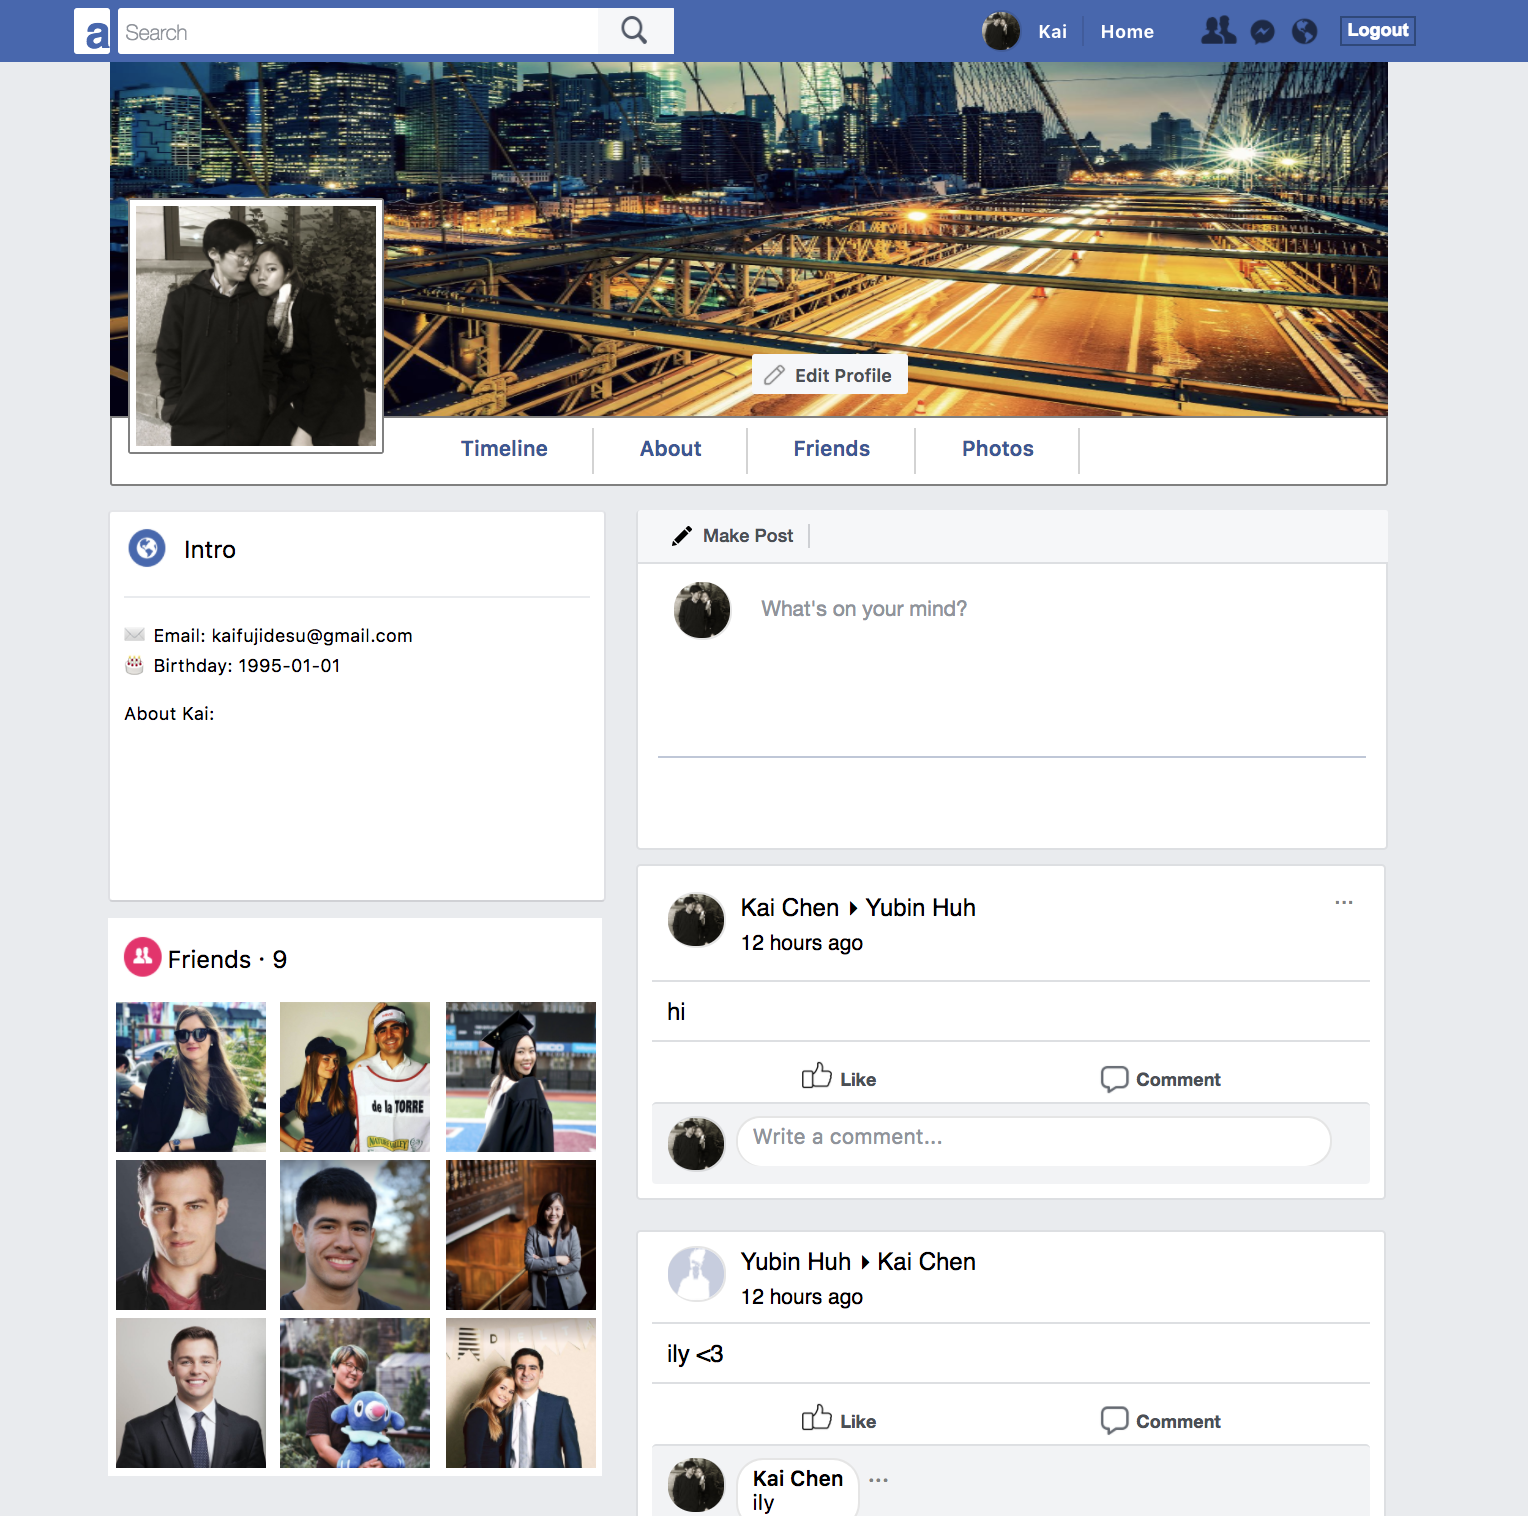 a
Search
Kai
Home
Logout
Edit Profile
Timeline
About
Friends
Photos
Intro
Email: kaifujidesu@gmail.com
Birthday: 1995-01-01
About Kai:
Friends · 9
de la TORRE
Make Post
What's on your mind?
Kai Chen ▸ Yubin Huh
...
12 hours ago
hi
Like
Comment
Write a comment...
Yubin Huh ▸ Kai Chen
12 hours ago
ily <3
Like
Comment
Kai Chen
...
ily